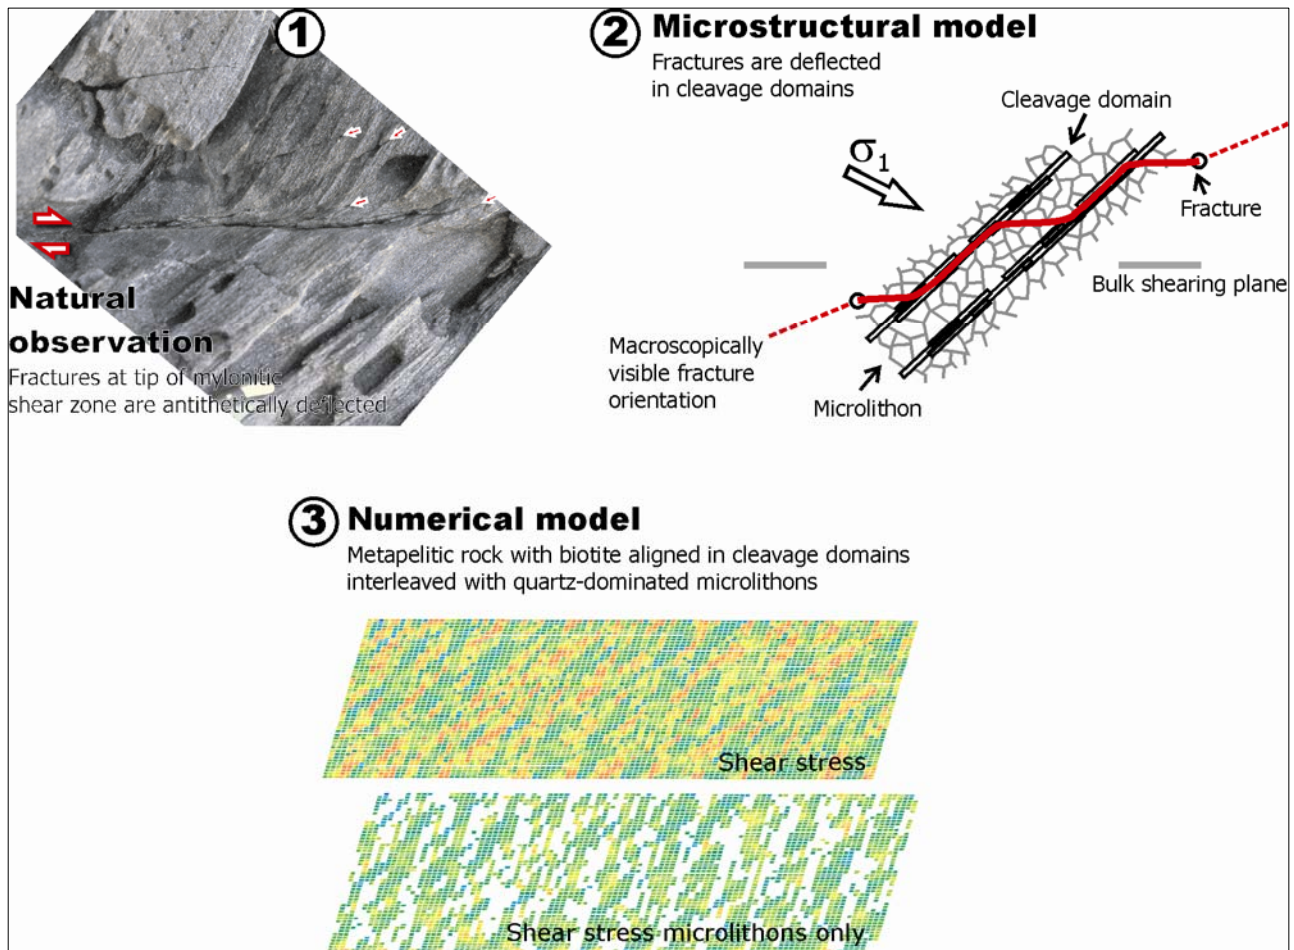 1
Natural
observation
Fractures at tip of mylonitic
shear zone are antithetically deflected
2 Microstructural model
Fractures are deflected
in cleavage domains
Cleavage domain
σ1
Fracture
Bulk shearing plane
Macroscopically
visible fracture
orientation
Microlithon
3 Numerical model
Metapelitic rock with biotite aligned in cleavage domains
interleaved with quartz-dominated microlithons
Shear stress
Shear stress microlithons only